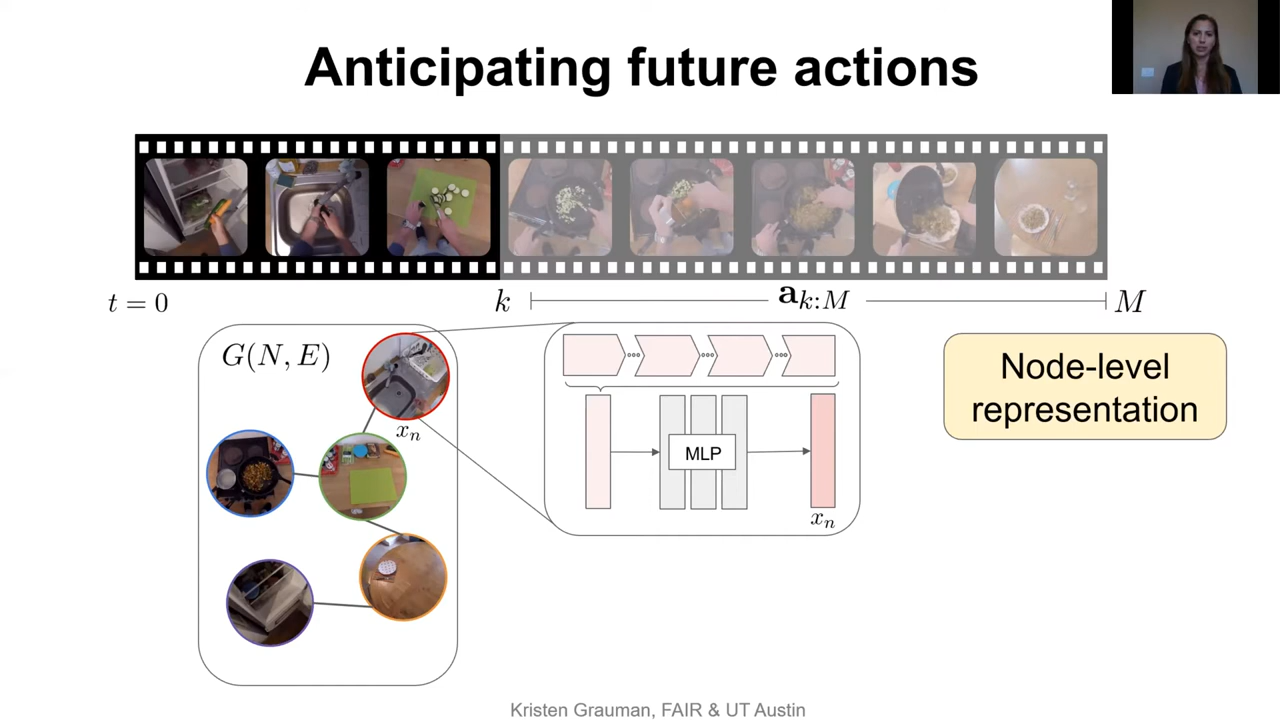 Anticipating future actions
t = 0
k
a_{k:M}
M
G(N, E)
x_n
MLP
x_n
Node-level
representation
Kristen Grauman, FAIR & UT Austin